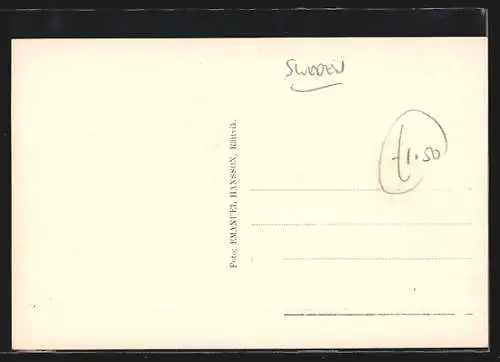 SWEDEN
£1.50
Foto: EMANUEL HANSSON, Rättvik.